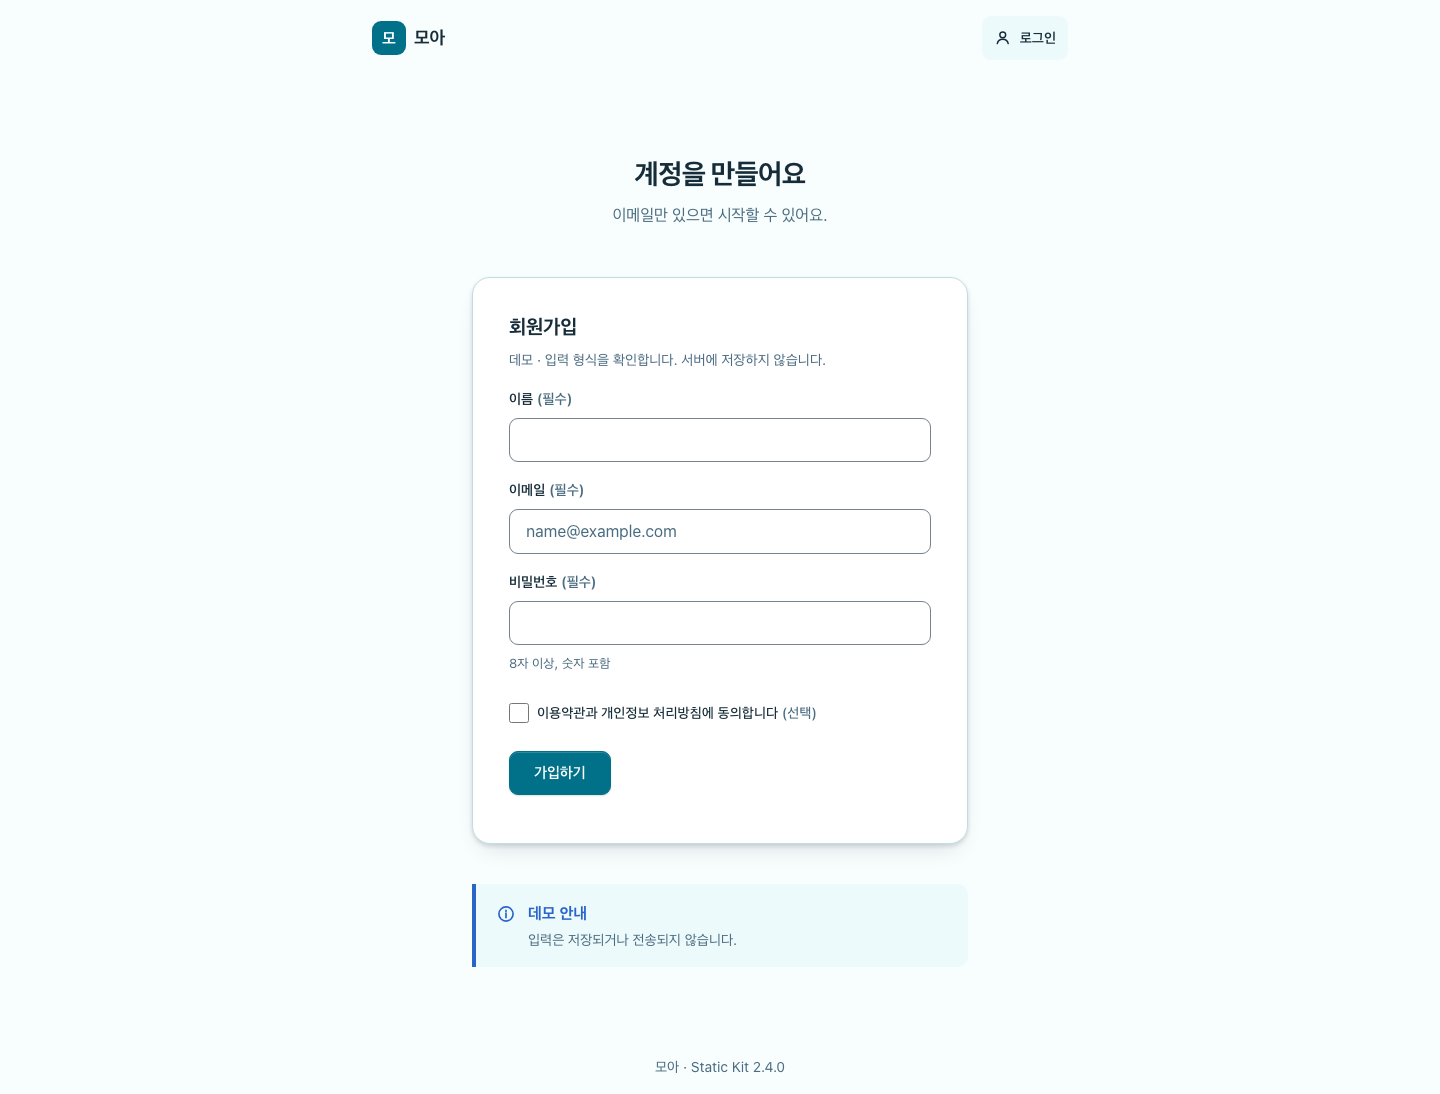 모 모아
로그인
계정을 만들어요
이메일만 있으면 시작할 수 있어요.
회원가입
데모 · 입력 형식을 확인합니다. 서버에 저장하지 않습니다.
이름 (필수)
이메일 (필수)
name@example.com
비밀번호 (필수)
8자 이상, 숫자 포함
이용약관과 개인정보 처리방침에 동의합니다 (선택)
가입하기
데모 안내
입력은 저장되거나 전송되지 않습니다.
모아 · Static Kit 2.4.0